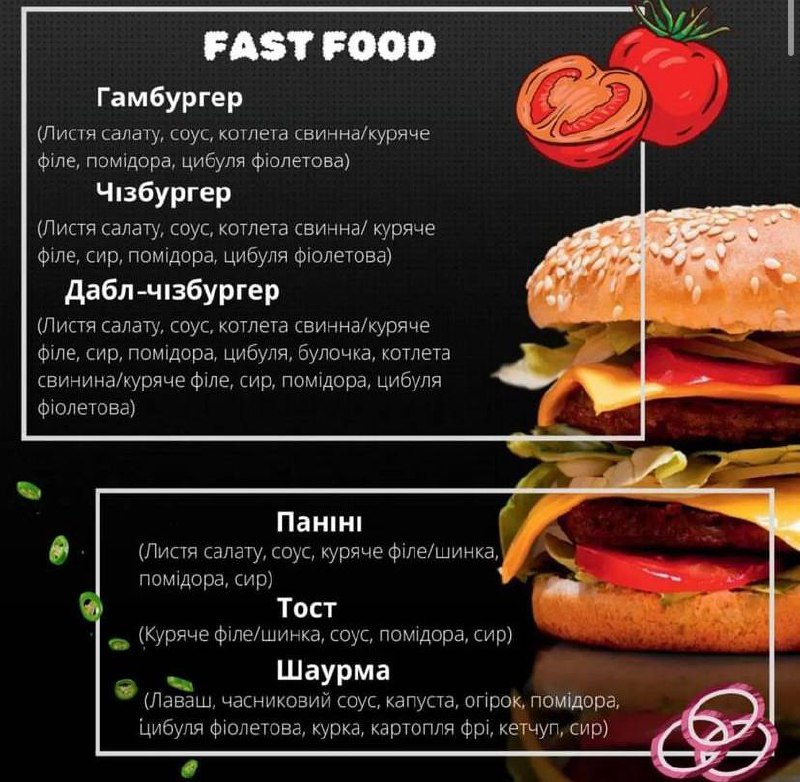 FAST FOOD
Гамбургер
(Листя салату, соус, котлета свинна/куряче
філе, помідора, цибуля фіолетова)
Чізбургер
(Листя салату, соус, котлета свинна/ куряче
філе, сир, помідора, цибуля фіолетова)
Дабл-чізбургер
(Листя салату, соус, котлета свинна/куряче
філе, сир, помідора, цибуля, булочка, котлета
свинина/куряче філе, сир, помідора, цибуля
фіолетова)
Паніні
(Листя салату, соус, куряче філе/шинка,
помідора, сир)
Тост
(Куряче філе/шинка, соус, помідора, сир)
Шаурма
(Лаваш, часниковий соус, капуста, огірок, помідора,
цибуля фіолетова, курка, картопля фрі, кетчуп, сир)